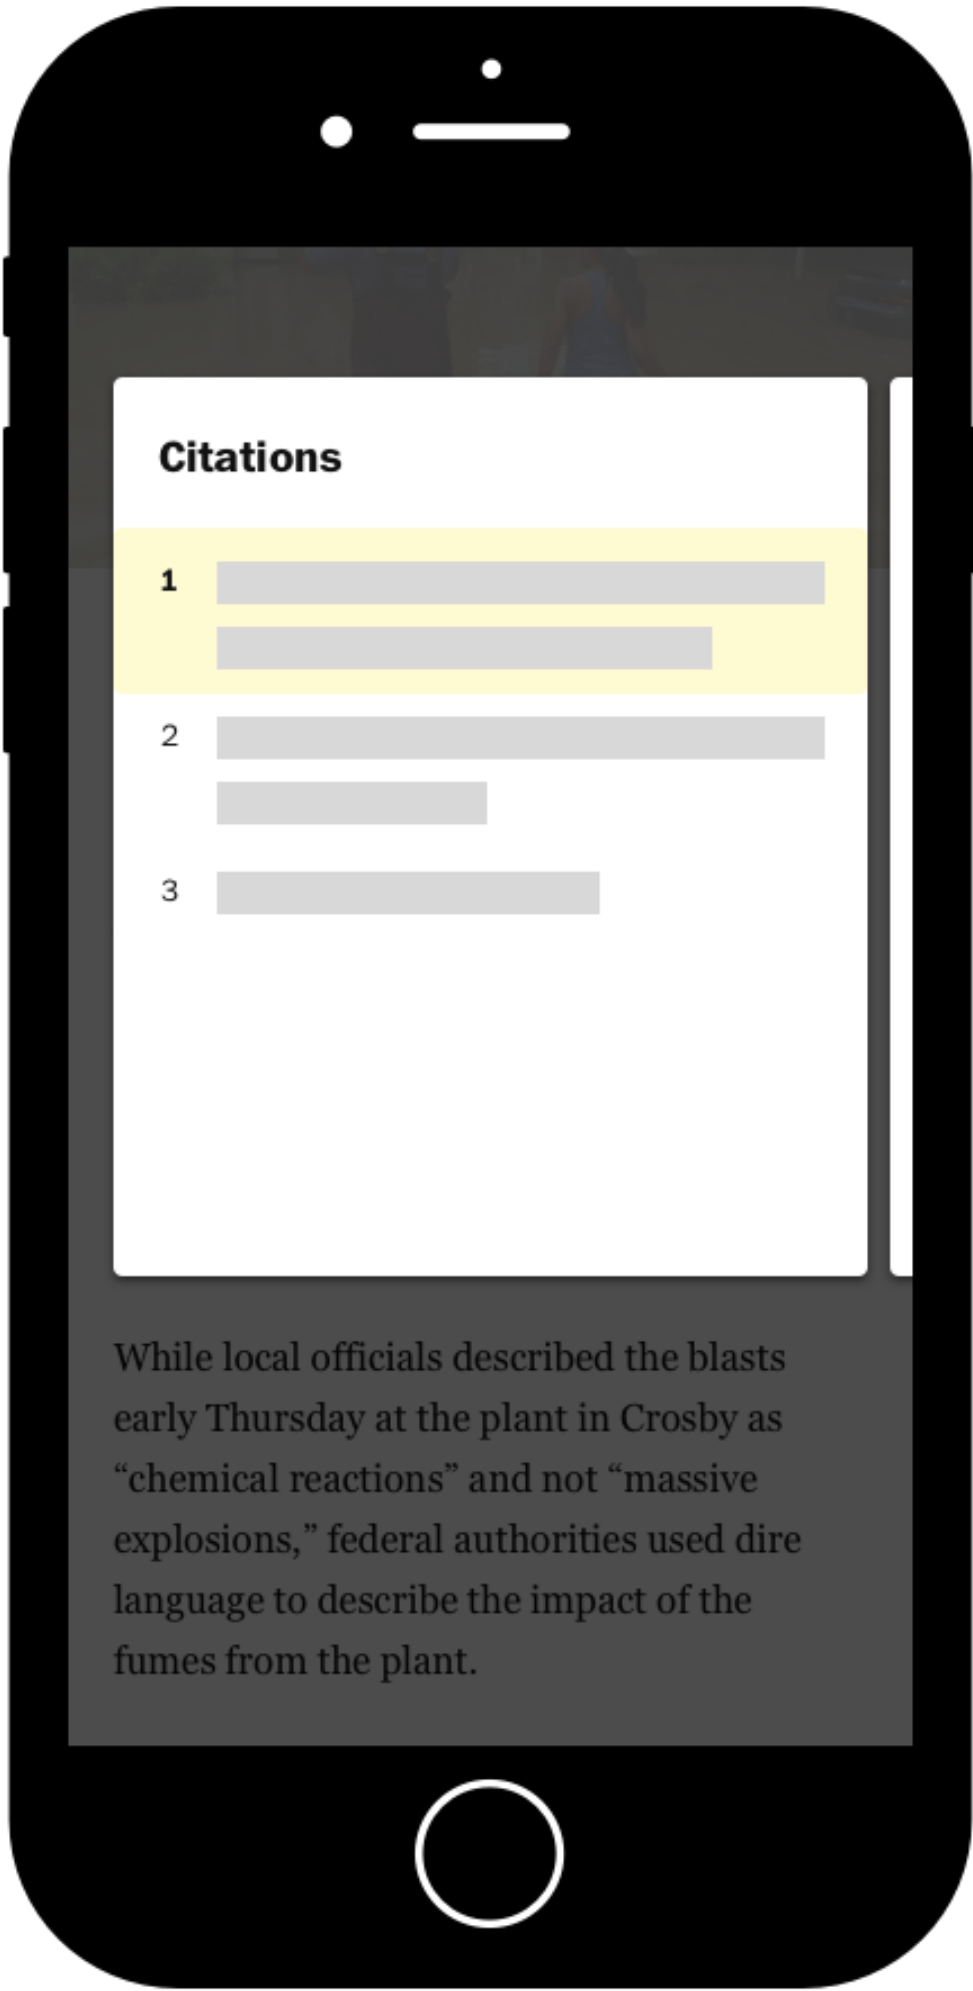 Citations
1
2
3
While local officials described the blasts
early Thursday at the plant in Crosby as
“chemical reactions” and not “massive
explosions,” federal authorities used dire
language to describe the impact of the
fumes from the plant.